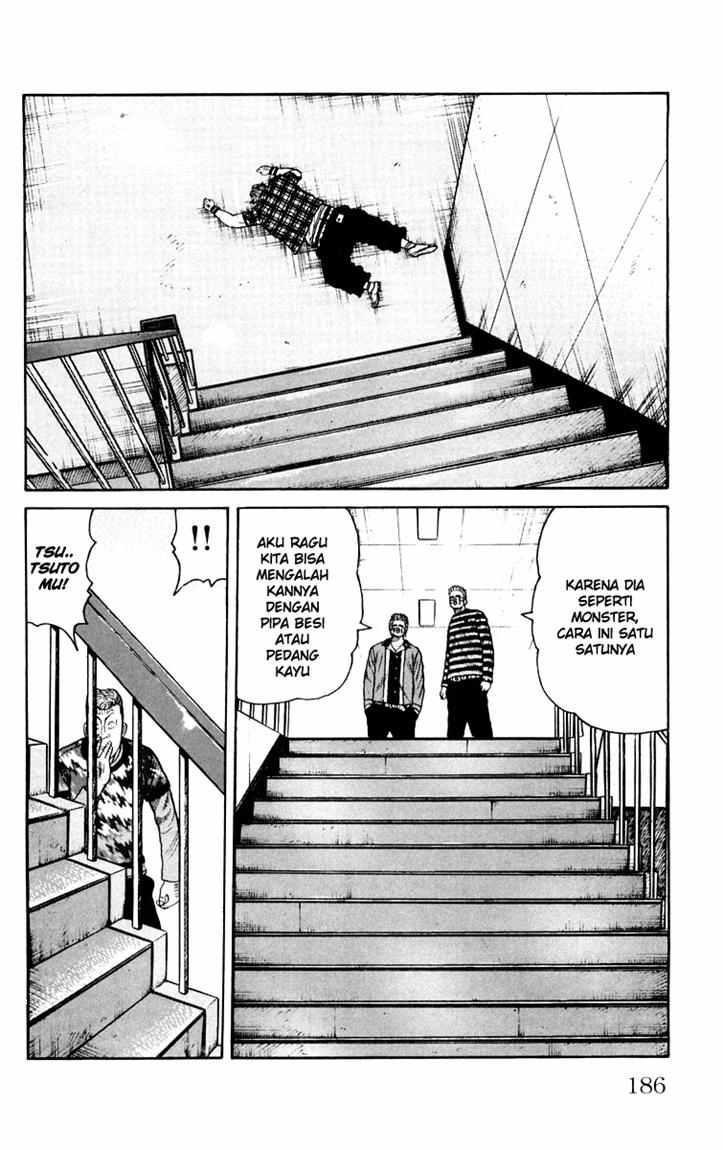 KARENA DIA
SEPERTI
MONSTER,
CARA INI SATU
SATUNYA
AKU RAGU
KITA BISA
MENGALAH
KANNYA
DENGAN
PIPA BESI
ATAU
PEDANG
KAYU
!!
TSU..
TSUTO
MU!
186